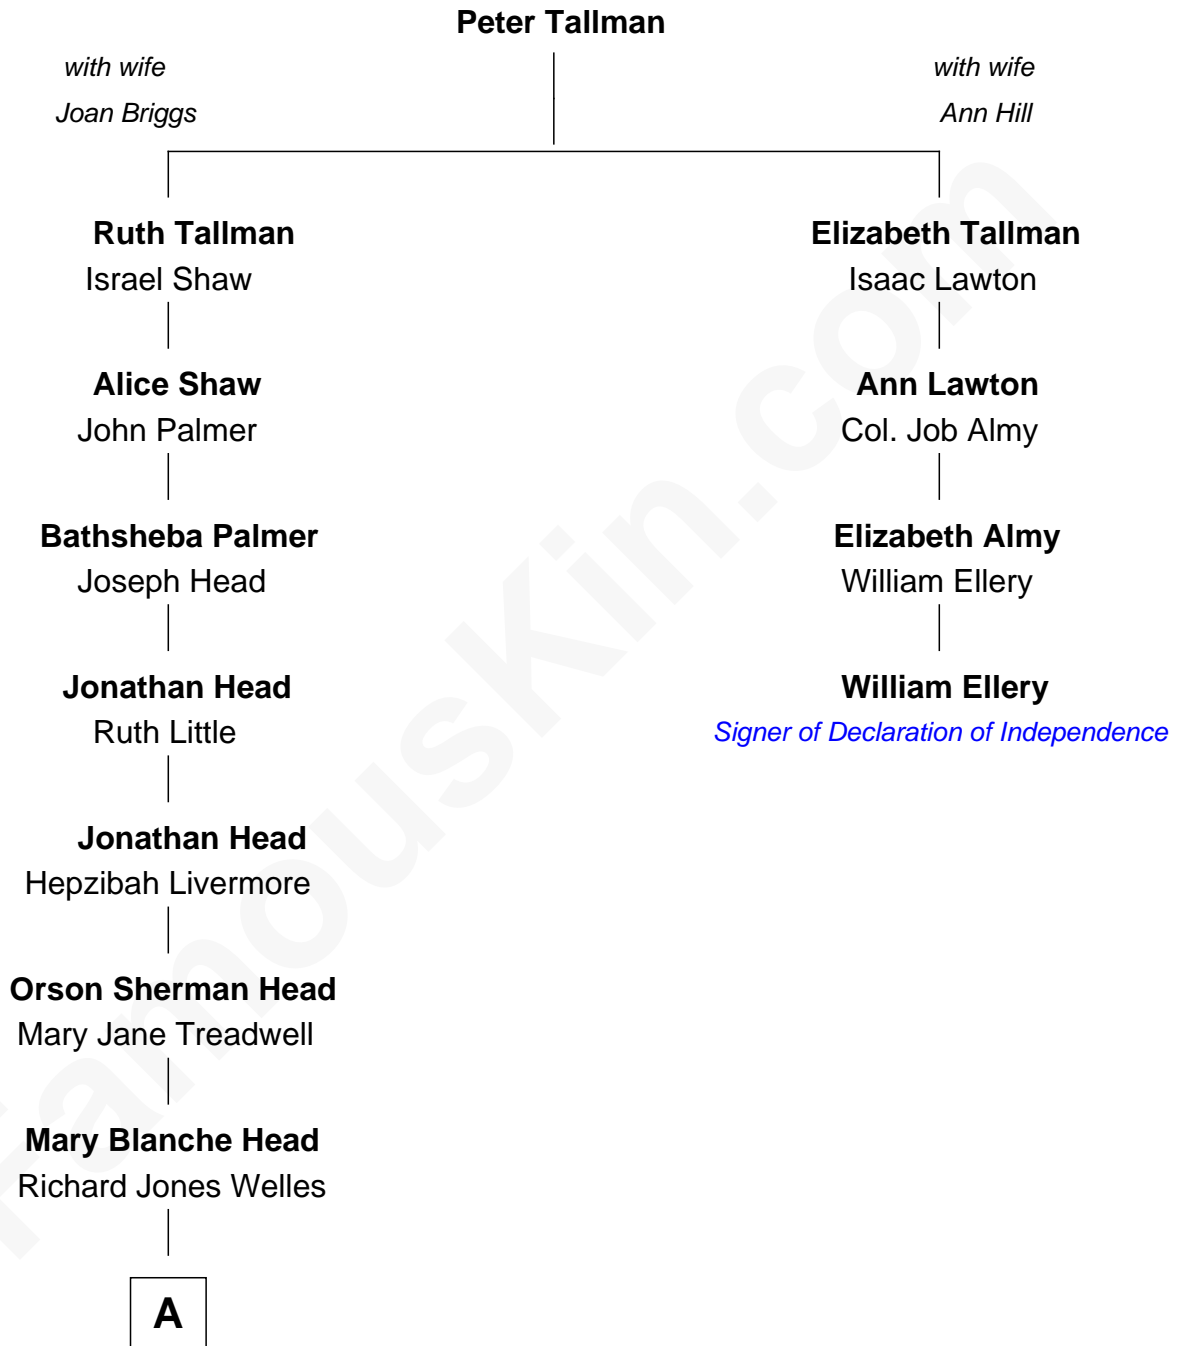 Peter Tallman
with wife
Joan Briggs
with wife
Ann Hill
Ruth Tallman
Israel Shaw
Elizabeth Tallman
Isaac Lawton
Alice Shaw
John Palmer
Ann Lawton
Col. Job Almy
Bathsheba Palmer
Joseph Head
Elizabeth Almy
William Ellery
Jonathan Head
Ruth Little
William Ellery
Signer of Declaration of Independence
Jonathan Head
Hepzibah Livermore
Orson Sherman Head
Mary Jane Treadwell
Mary Blanche Head
Richard Jones Welles
A
FamousKin.com